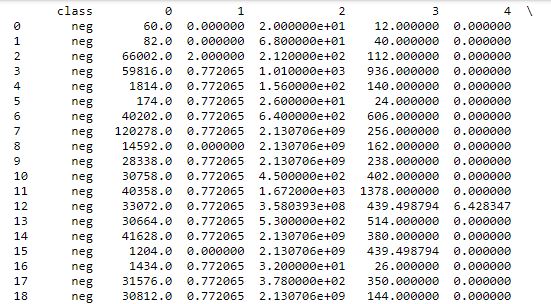 class 0 1 2 3 4 \
0 neg 60.0 0.000000 2.000000e+01 12.000000 0.000000
1 neg 82.0 0.000000 6.800000e+01 40.000000 0.000000
2 neg 66002.0 2.000000 2.120000e+02 112.000000 0.000000
3 neg 59816.0 0.772065 1.010000e+03 936.000000 0.000000
4 neg 1814.0 0.772065 1.560000e+02 140.000000 0.000000
5 neg 174.0 0.772065 2.600000e+01 24.000000 0.000000
6 neg 40202.0 0.772065 6.400000e+02 606.000000 0.000000
7 neg 120278.0 0.772065 2.130706e+09 256.000000 0.000000
8 neg 14592.0 0.000000 2.130706e+09 162.000000 0.000000
9 neg 28338.0 0.772065 2.130706e+09 238.000000 0.000000
10 neg 30758.0 0.772065 4.500000e+02 402.000000 0.000000
11 neg 40358.0 0.772065 1.672000e+03 1378.000000 0.000000
12 neg 33072.0 0.772065 3.580393e+08 439.498794 6.428347
13 neg 30664.0 0.772065 5.300000e+02 514.000000 0.000000
14 neg 41628.0 0.772065 2.130706e+09 380.000000 0.000000
15 neg 1204.0 0.000000 2.130706e+09 439.498794 0.000000
16 neg 1434.0 0.772065 3.200000e+01 26.000000 0.000000
17 neg 31576.0 0.772065 3.780000e+02 350.000000 0.000000
18 neg 30812.0 0.772065 2.130706e+09 144.000000 0.000000